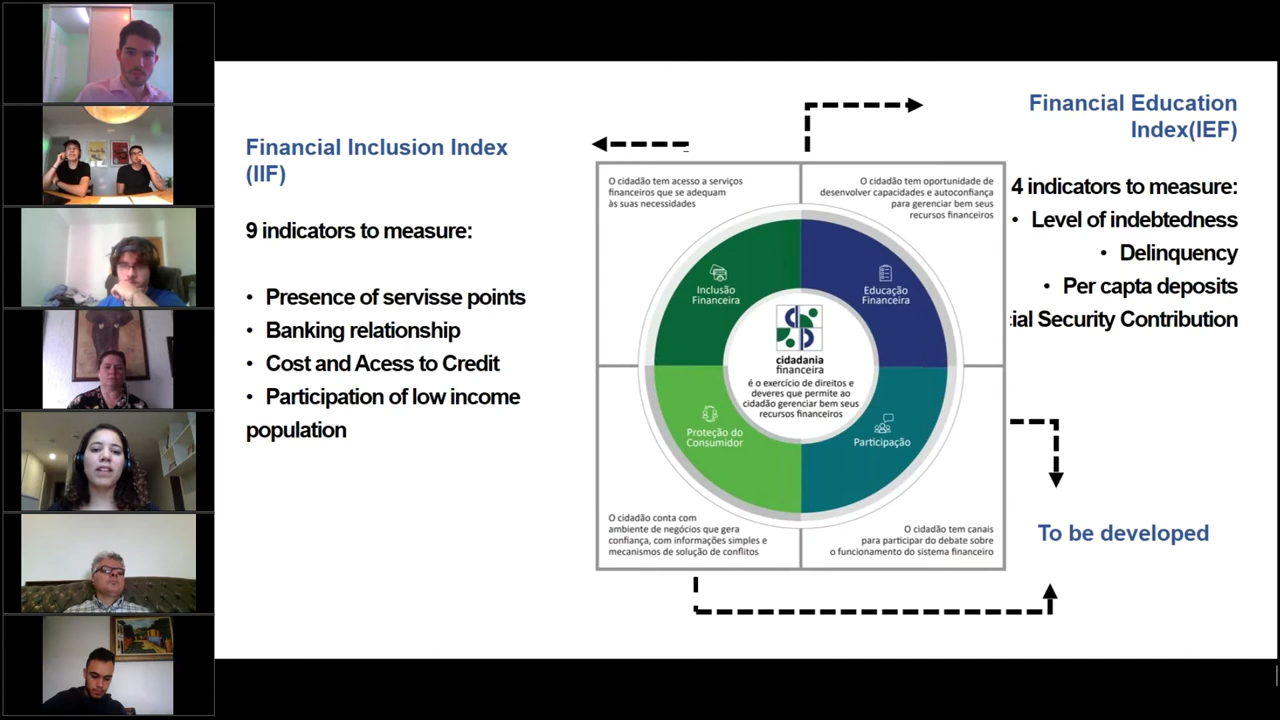 Financial Inclusion Index
(IIF)
9 indicators to measure:
• Presence of servisse points
• Banking relationship
• Cost and Acess to Credit
• Participation of low income
population
O cidadão tem acesso a serviços
financeiros que se adequam
às suas necessidades
O cidadão tem oportunidade de
desenvolver capacidades e autoconfiança
para gerenciar bem seus
recursos financeiros
Inclusão
Financeira
Educação
Financeira
cidadania
financeira
é o exercício de direitos e
deveres que permite ao
cidadão gerenciar bem seus
recursos financeiros
Proteção do
Consumidor
Participação
O cidadão conta com
ambiente de negócios que gera
confiança, com informações simples e
mecanismos de solução de conflitos
O cidadão tem canais
para participar do debate sobre
o funcionamento do sistema financeiro
Financial Education
Index(IEF)
4 indicators to measure:
• Level of indebtedness
• Delinquency
• Per capta deposits
ial Security Contribution
To be developed